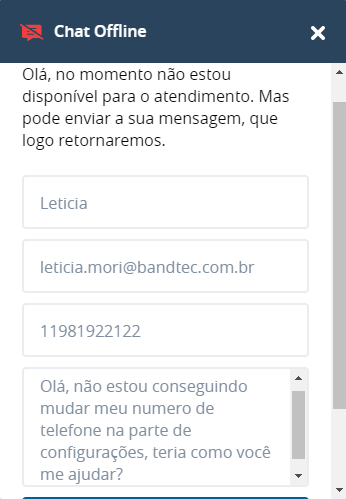 Chat Offline
Olá, no momento não estou
disponível para o atendimento. Mas
pode enviar a sua mensagem, que
logo retornaremos.
Leticia
leticia.mori@bandtec.com.br
11981922122
Olá, não estou conseguindo
mudar meu numero de
telefone na parte de
configurações, teria como você
me ajudar?